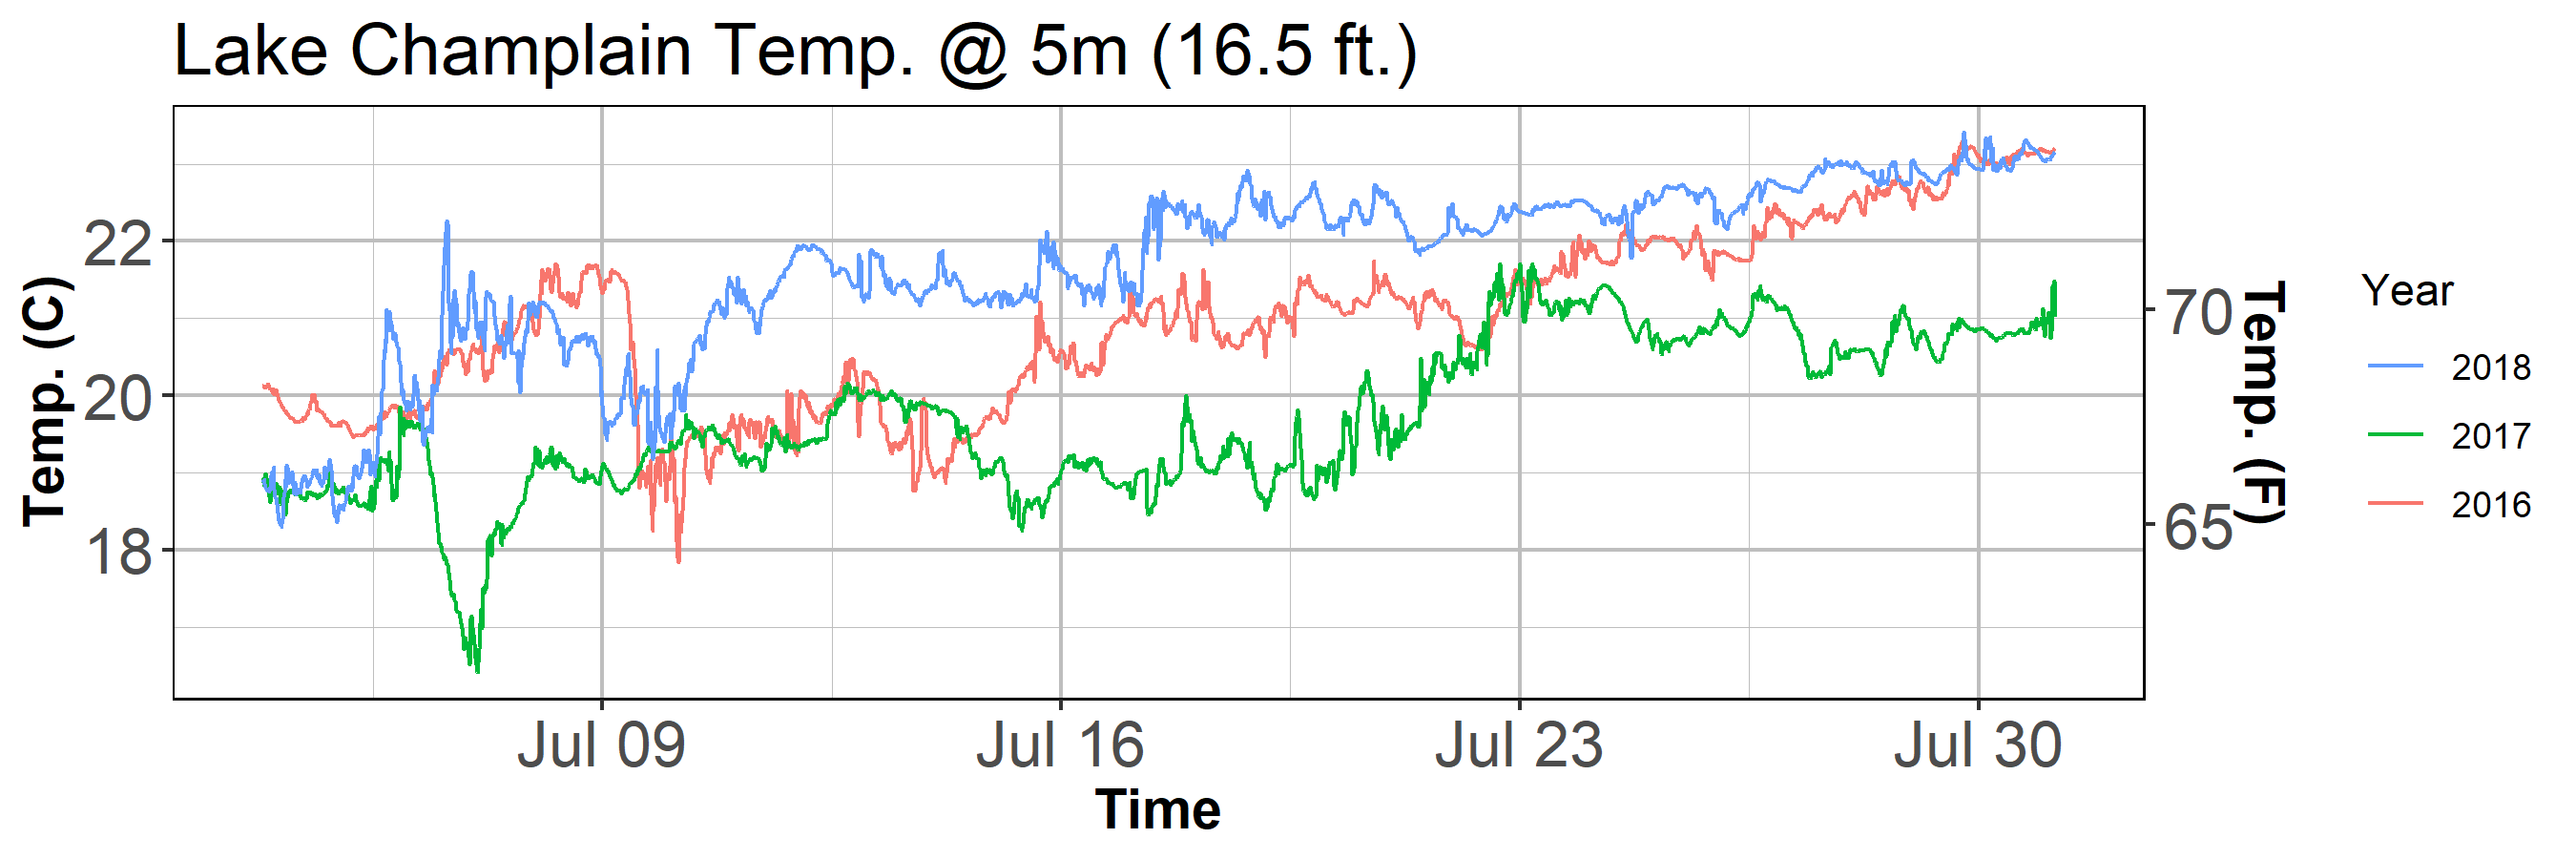 Lake Champlain Temp. @ 5m (16.5 ft.)
Temp. (C)
22
20
18
70
65
Temp. (F)
Jul 09
Jul 16
Jul 23
Jul 30
Time
Year
2018
2017
2016